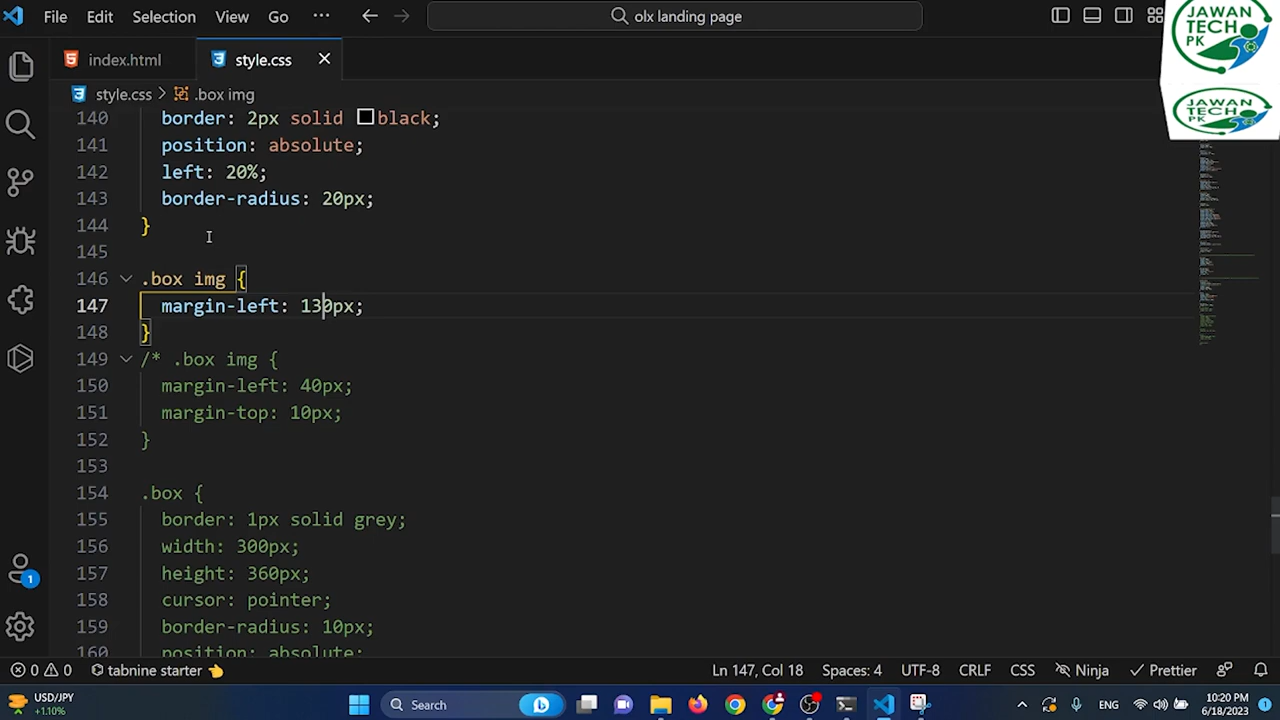 File Edit Selection View Go ··· olx landing page
JAWAN
TECH
PK
index.html style.css
JAWAN
TECH
PK
style.css > .box img
140 border: 2px solid black;
141 position: absolute;
142 left: 20%;
143 border-radius: 20px;
144 }
145
146 .box img {
147 margin-left: 130px;
148 }
149 /* .box img {
150 margin-left: 40px;
151 margin-top: 10px;
152 }
153
154 .box {
155 border: 1px solid grey;
156 width: 300px;
157 height: 360px;
158 cursor: pointer;
159 border-radius: 10px;
160 position: absolute;
1
0 0 tabnine starter Ln 147, Col 18 Spaces: 4 UTF-8 CRLF CSS Ninja Prettier
USD/JPY
+1.10%
Search
ENG
10:20 PM
6/18/2023
1